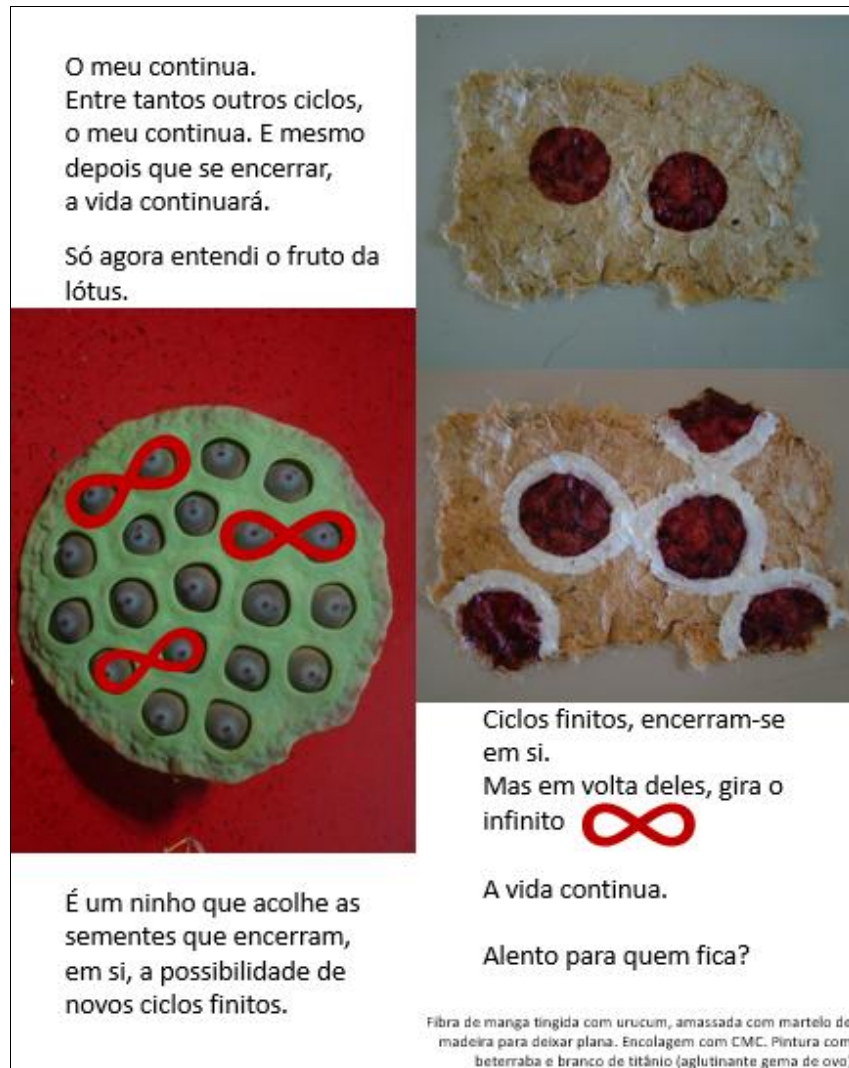 O meu continua.
Entre tantos outros ciclos,
o meu continua. E mesmo
depois que se encerrar,
a vida continuará.
Só agora entendi o fruto da
lótus.
É um ninho que acolhe as
sementes que encerram,
em si, a possibilidade de
novos ciclos finitos.
Ciclos finitos, encerram-se
em si.
Mas em volta deles, gira o
infinito
A vida continua.
Alento para quem fica?
Fibra de manga tingida com urucum, amassada com martelo de
madeira para deixar plana. Encolagem com CMC. Pintura com
beterraba e branco de titânio (aglutinante gema de ovo)